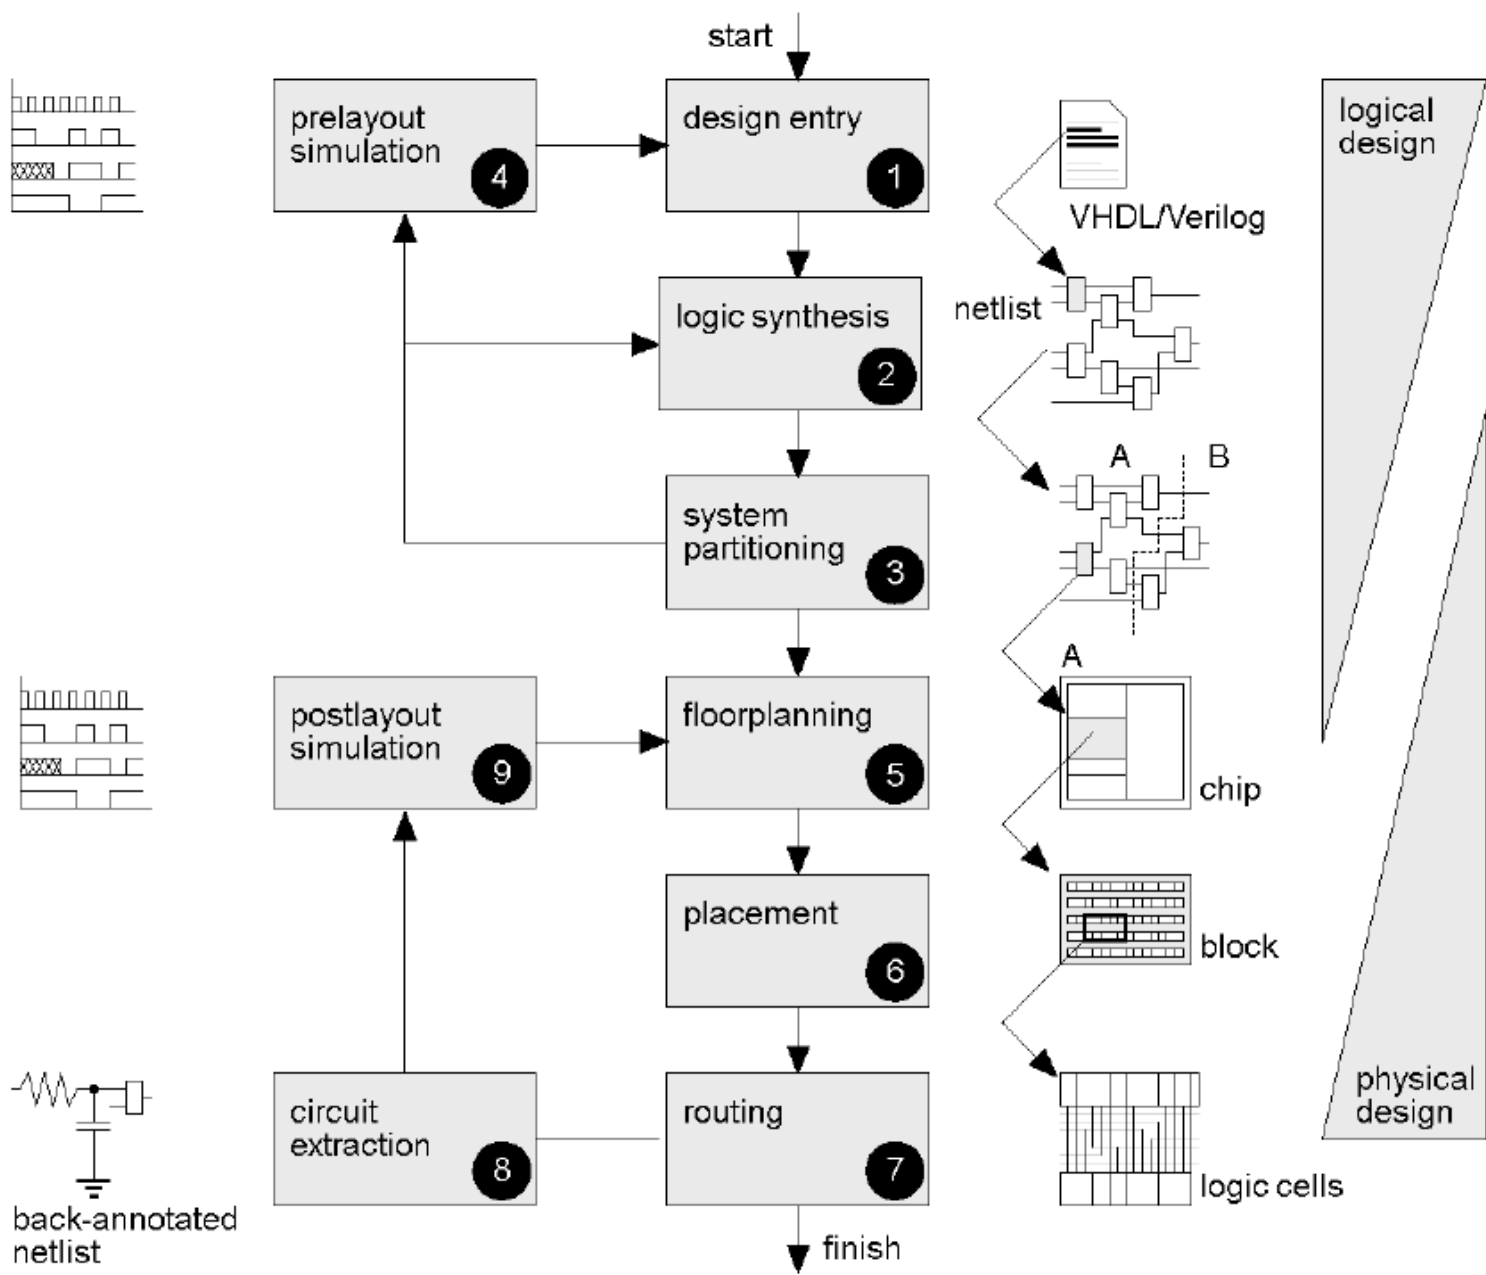 start
prelayout
simulation
4
design entry
1
VHDL/Verilog
logical
design
logic synthesis
2
netlist
system
partitioning
3
A
B
postlayout
simulation
9
floorplanning
5
A
chip
placement
6
block
circuit
extraction
8
routing
7
logic cells
physical
design
back-annotated
netlist
finish